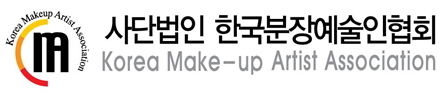 Korea Makeup Artist Association
MA
사단법인 한국분장예술인협회
Korea Make-up Artist Association